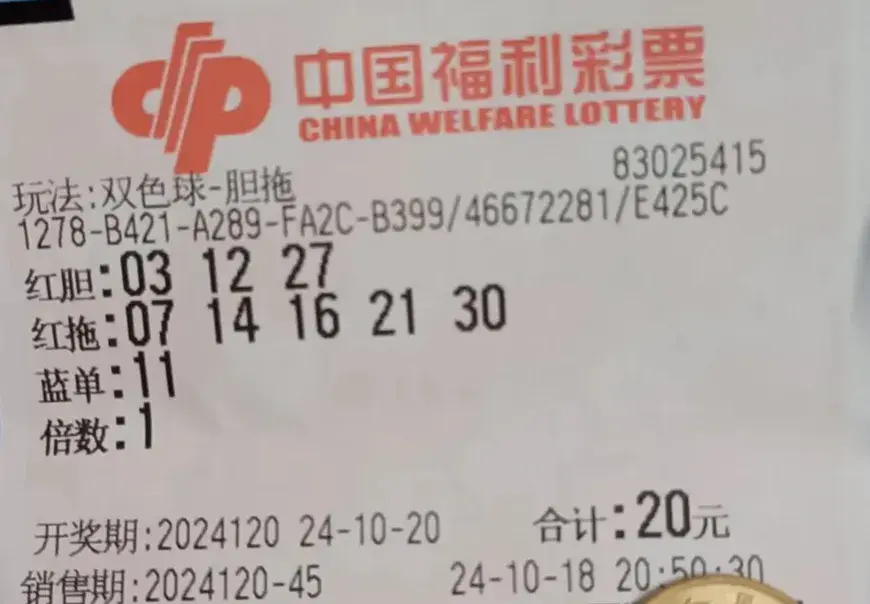 中国福利彩票
CHINA WELFARE LOTTERY
83025415
玩法:双色球-胆拖
1278-B421-A289-FA2C-B399/46672281/E425C
红胆:03 12 27
红拖:07 14 16 21 30
蓝单:11
倍数:1
开奖期:2024120 24-10-20 合计:20元
销售期:2024120-45 24-10-18 20:50:30